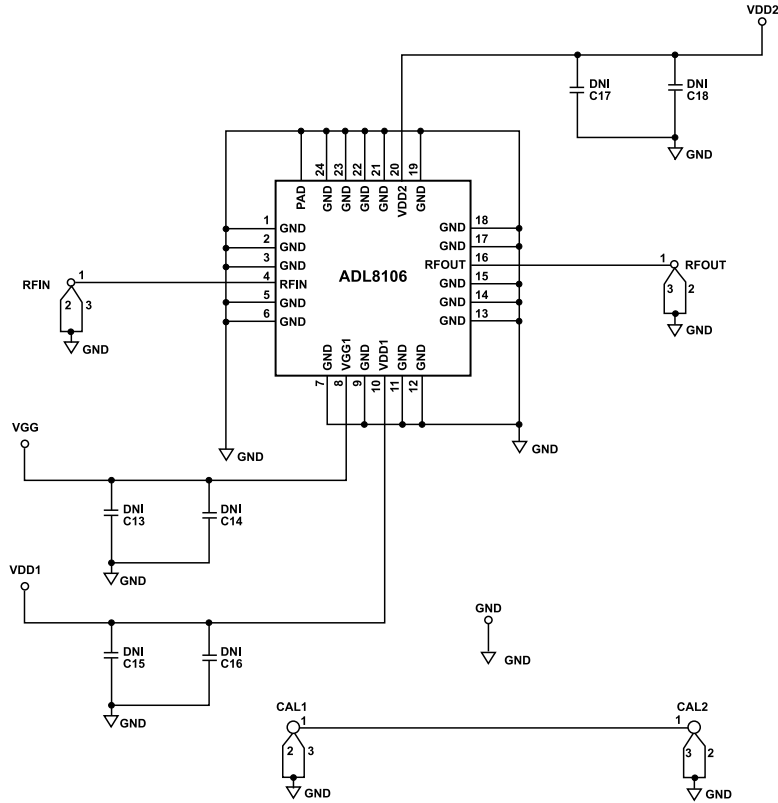 VDD2
DNI
C17
DNI
C18
GND
24
23
22
21
20
19
PAD
GND
GND
GND
GND
VDD2
GND
1
GND
2
GND
3
GND
4
RFIN
5
GND
6
GND
ADL8106
GND
18
GND
17
RFOUT
16
GND
15
GND
14
GND
13
RFIN
1
2
3
GND
1
RFOUT
3
2
GND
GND
VGG1
GND
VDD1
GND
GND
7
8
9
10
11
12
GND
GND
VGG
DNI
C13
DNI
C14
GND
VDD1
DNI
C15
DNI
C16
GND
GND
GND
CAL1
1
2
3
GND
CAL2
1
3
2
GND